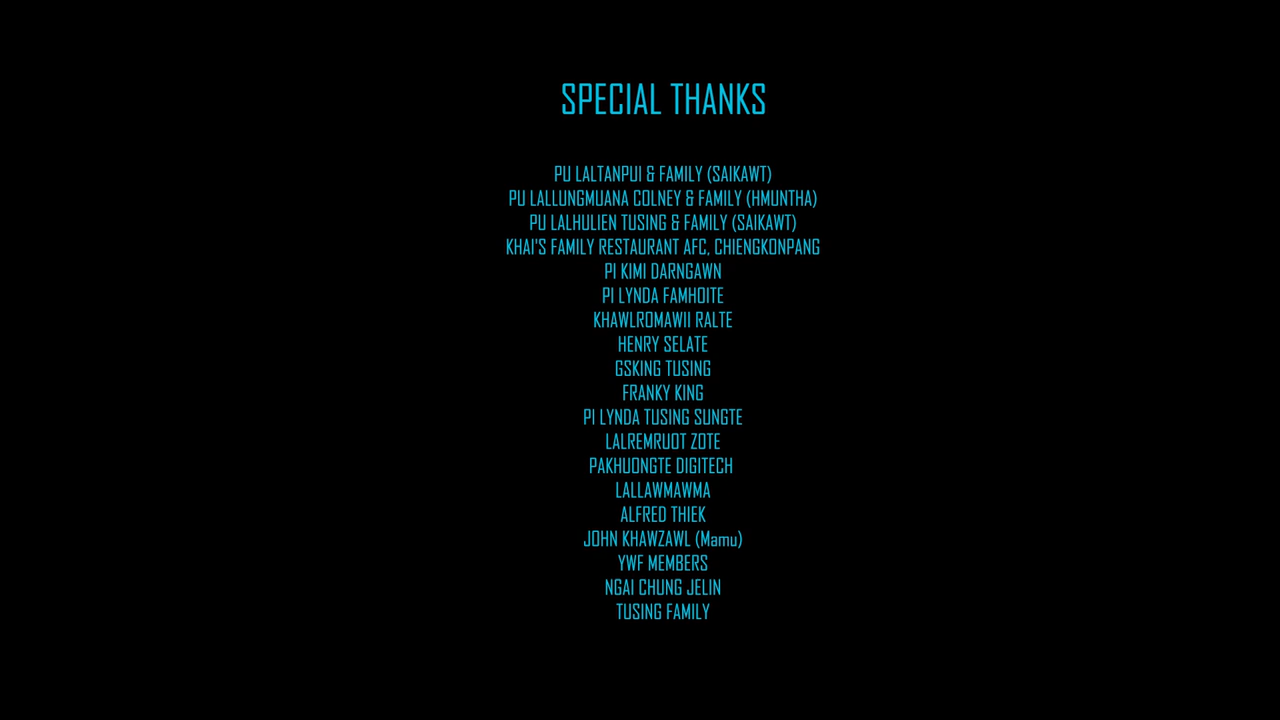 SPECIAL THANKS
PU LALTANPUI & FAMILY (SAIKAWT)
PU LALLUNGMUANA COLNEY & FAMILY (HMUNTHA)
PU LALHULIEN TUSING & FAMILY (SAIKAWT)
KHAI'S FAMILY RESTAURANT AFC, CHIENGKONPANG
PI KIMI DARNGAWN
PI LYNDA FAMHOITE
KHAWLROMAWII RALTE
HENRY SELATE
GSKING TUSING
FRANKY KING
PI LYNDA TUSING SUNGTE
LALREMRUOT ZOTE
PAKHUONGTE DIGITECH
LALLAWMAWMA
ALFRED THIEK
JOHN KHAWZAWL (Mamu)
YWF MEMBERS
NGAI CHUNG JELIN
TUSING FAMILY